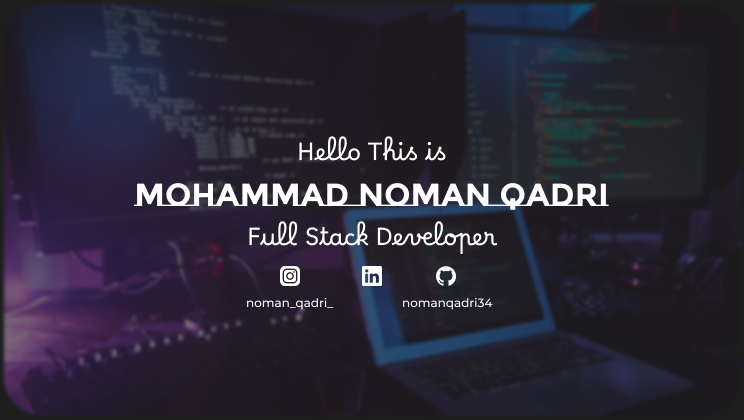 Hello This is
MOHAMMAD NOMAN QADRI
Full Stack Developer
noman_qadri_ nomanqadri34